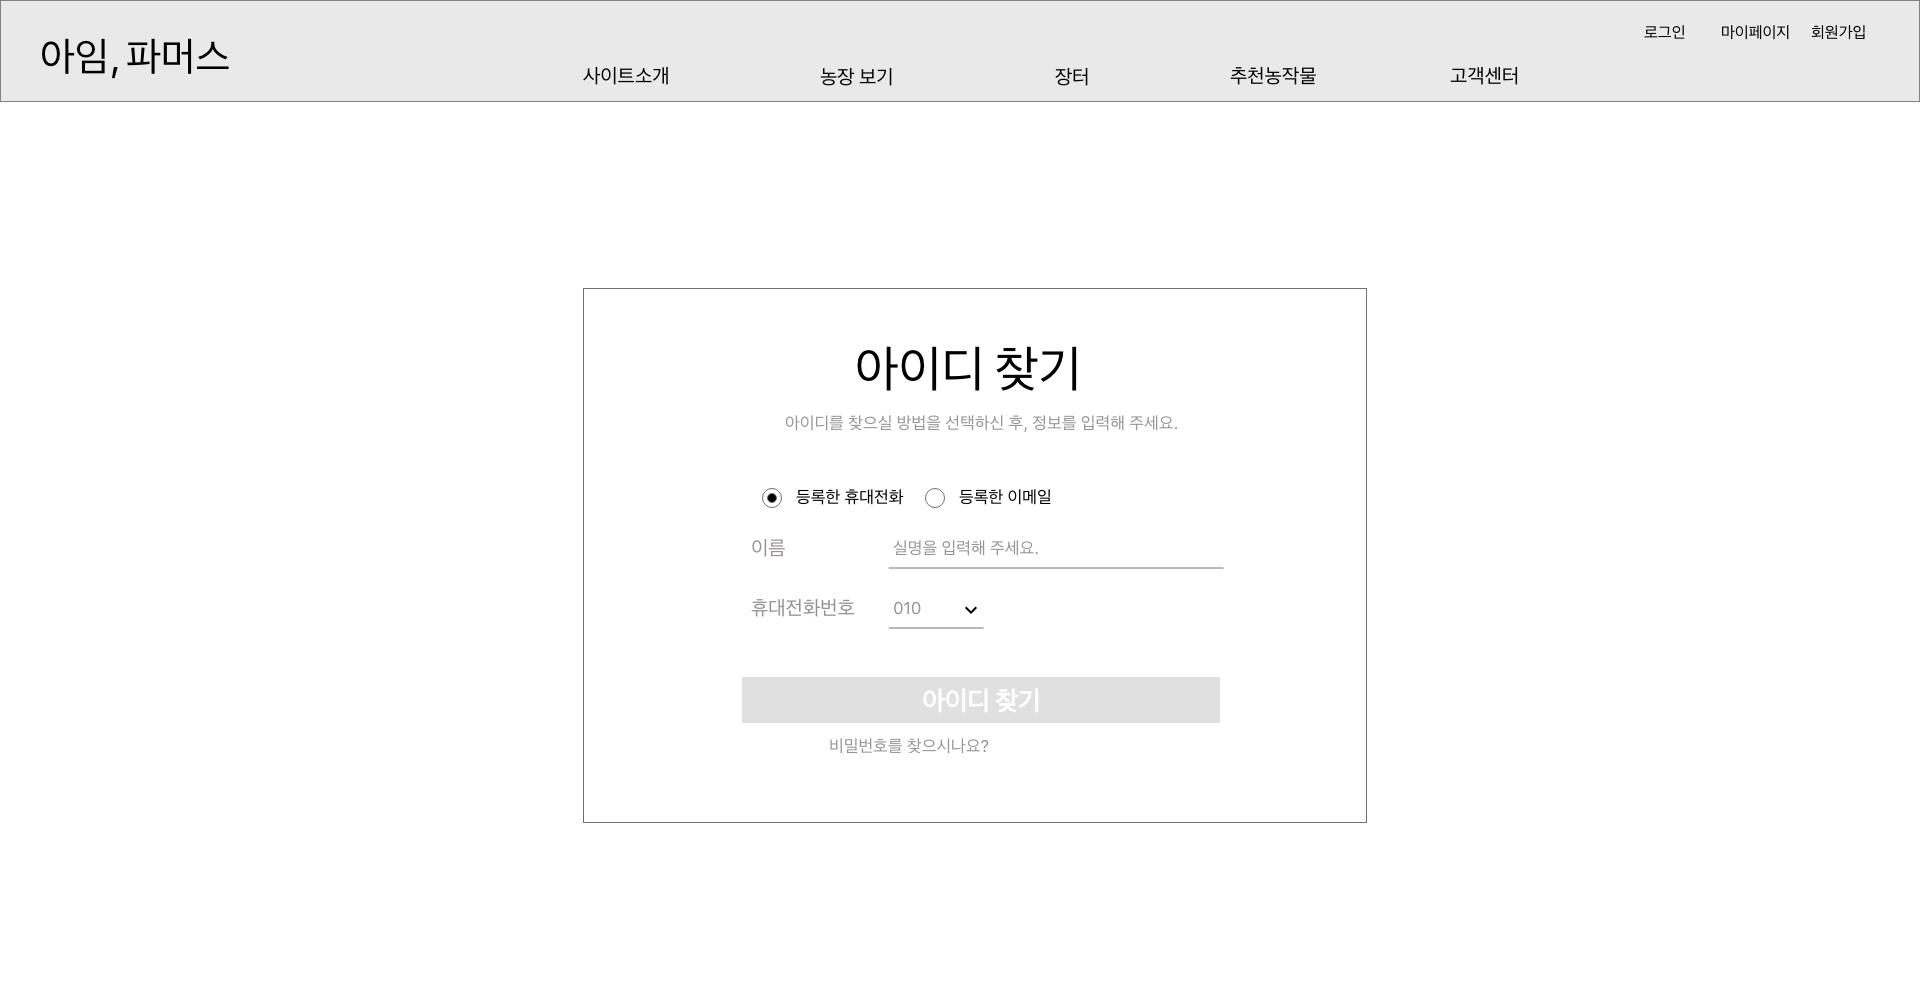 로그인 마이페이지 회원가입
아임, 파머스
사이트소개 농장 보기 장터 추천농작물 고객센터
아이디 찾기
아이디를 찾으실 방법을 선택하신 후, 정보를 입력해 주세요.
등록한 휴대전화 등록한 이메일
이름 실명을 입력해 주세요.
휴대전화번호 010
아이디 찾기
비밀번호를 찾으시나요?